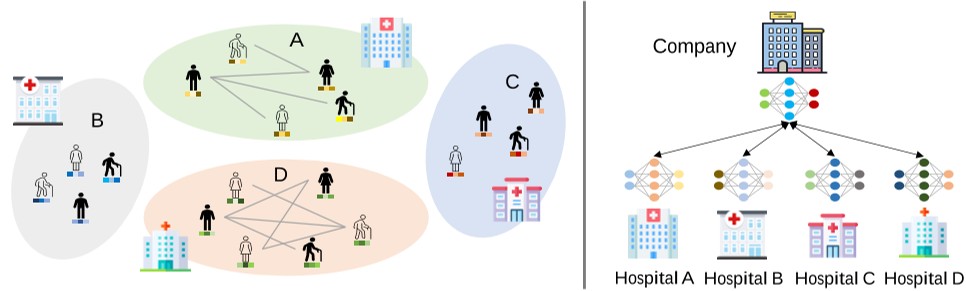 A
B
C
D
Company
Hospital A
Hospital B
Hospital C
Hospital D